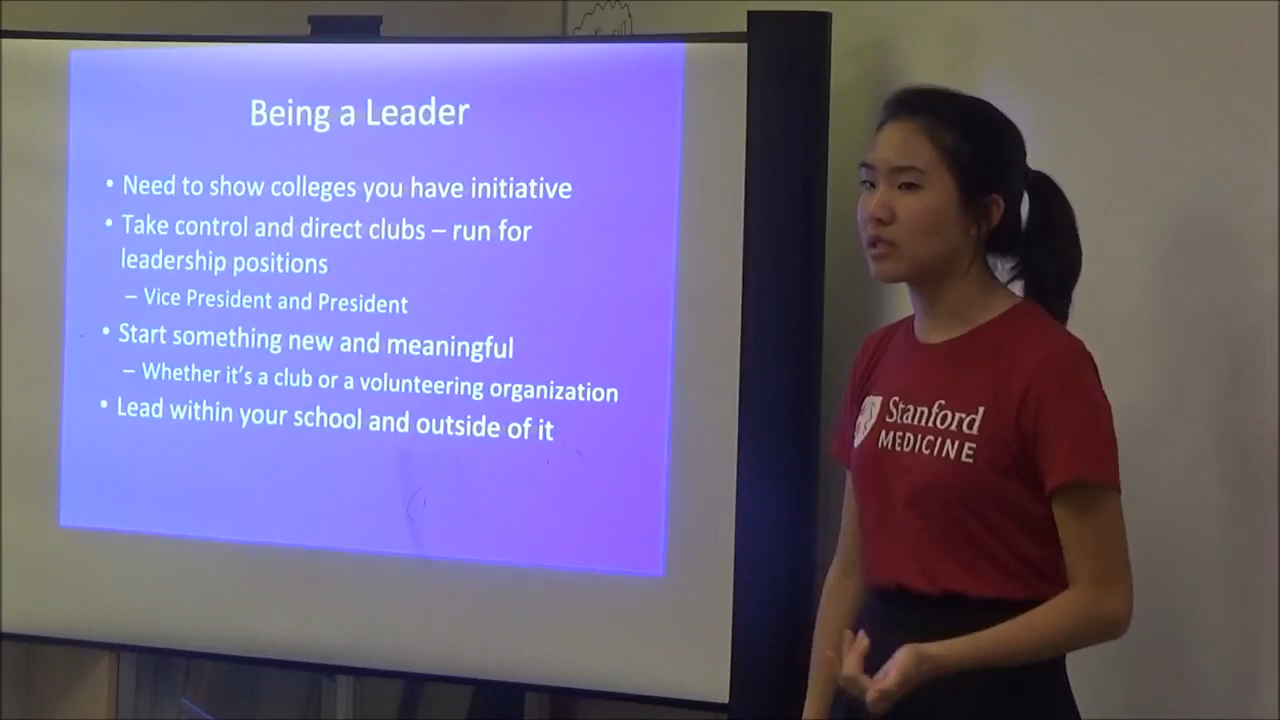 Being a Leader
• Need to show colleges you have initiative
• Take control and direct clubs – run for
leadership positions
– Vice President and President
• Start something new and meaningful
– Whether it's a club or a volunteering organization
• Lead within your school and outside of it
Stanford
MEDICINE